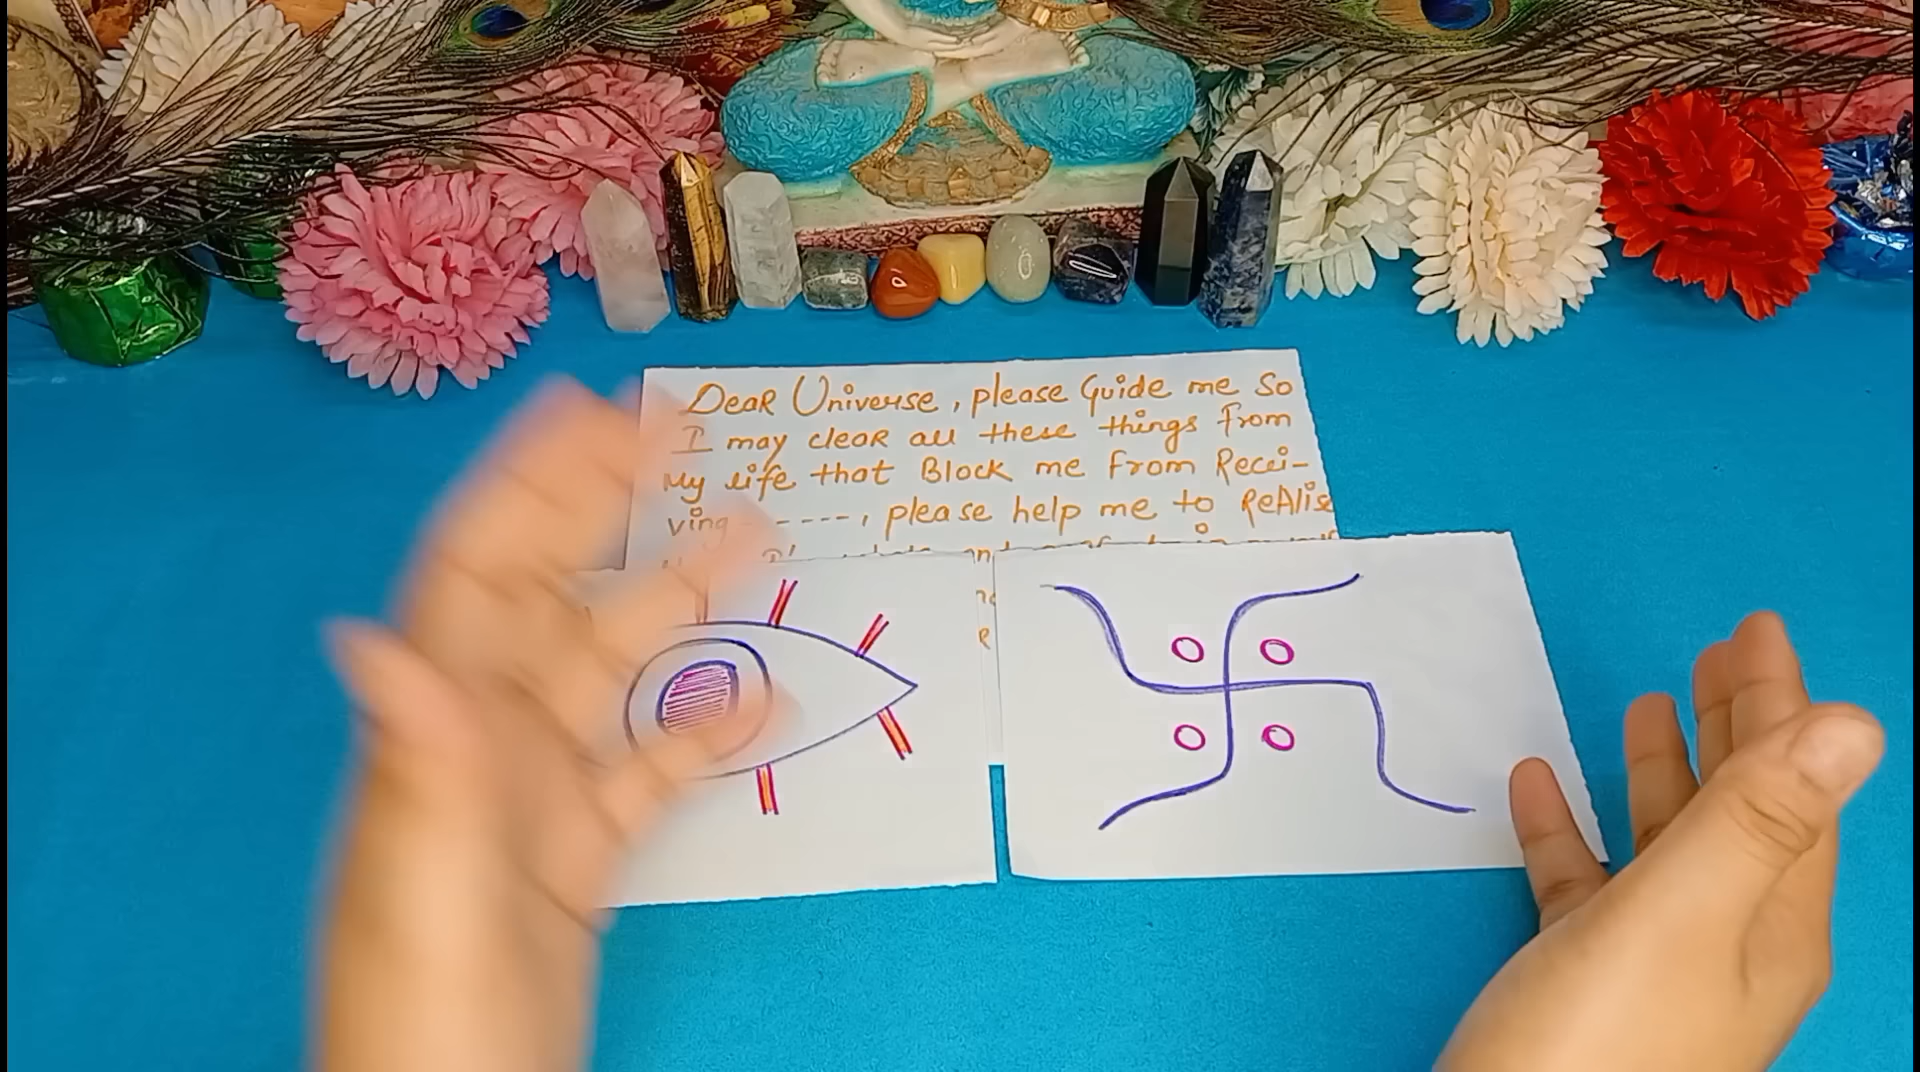 Dear Universe, please Guide me So
I may clear all these things from
My life that Block me from Recei-
ving -----, please help me to ReAlise